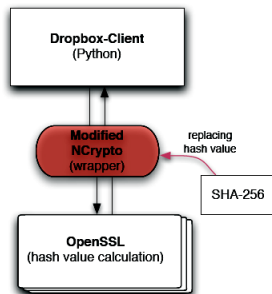 Dropbox-Client
(Python)
Modified
NCrypto
(wrapper)
replacing
hash value
SHA-256
OpenSSL
(hash value calculation)